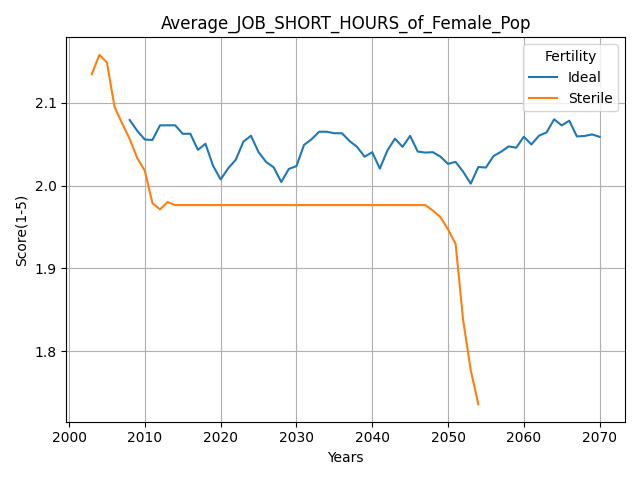 Average_JOB_SHORT_HOURS_of_Female_Pop
Fertility
Ideal
Sterile
Score(1-5)
2.1
2.0
1.9
1.8
2000 2010 2020 2030 2040 2050 2060 2070
Years